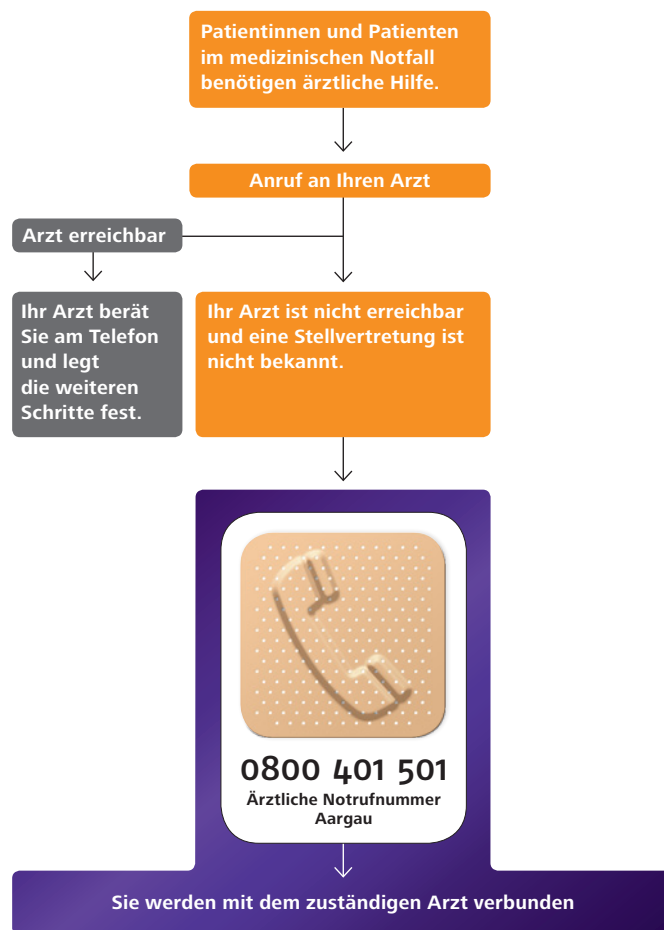 Patientinnen und Patienten
im medizinischen Notfall
benötigen ärztliche Hilfe.
Anruf an Ihren Arzt
Arzt erreichbar
Ihr Arzt berät
Sie am Telefon
und legt
die weiteren
Schritte fest.
Ihr Arzt ist nicht erreichbar
und eine Stellvertretung ist
nicht bekannt.
0800 401 501
Ärztliche Notrufnummer
Aargau
Sie werden mit dem zuständigen Arzt verbunden